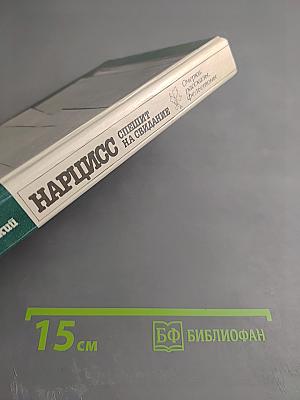 НАРЦИСС
СПЕШИТ
НА СВИДАНИЕ
Очерки
рассказы
фельетоны
15 см
БФ БИБЛИОФАН